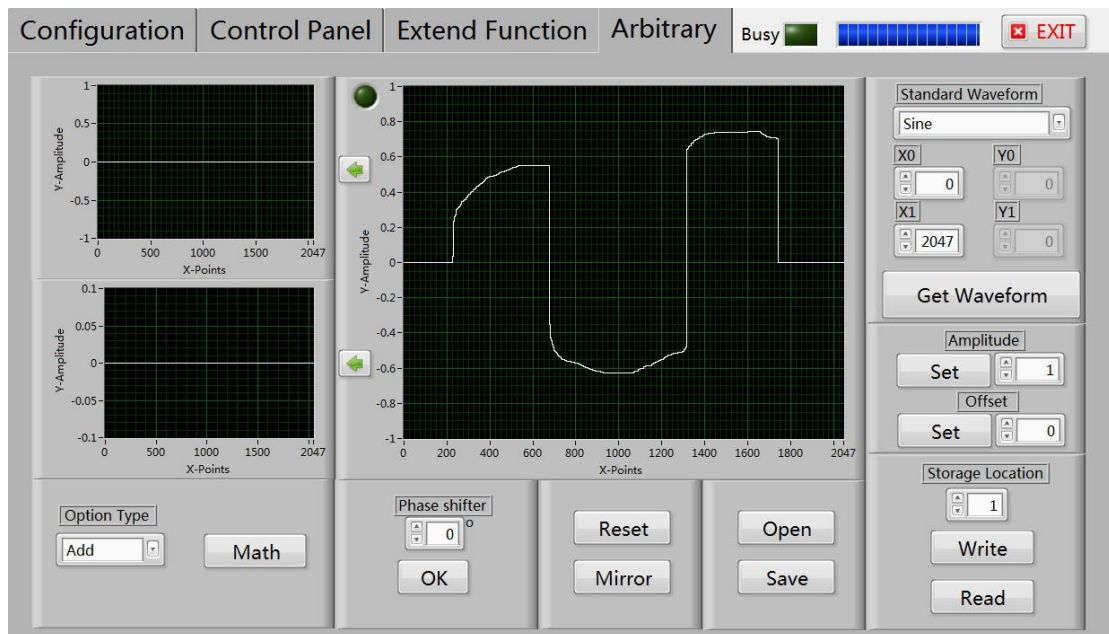 Configuration Control Panel Extend Function Arbitrary Busy EXIT
1
0.5
0
-0.5
-1
Y-Amplitude
0 500 1000 1500 2047
X-Points
0.1
0.05
0
-0.05
-0.1
Y-Amplitude
0 500 1000 1500 2047
X-Points
Option Type
Add
Math
1
0.8
0.6
0.4
0.2
0
-0.2
-0.4
-0.6
-0.8
-1
Y-Amplitude
0 200 400 600 800 1000 1200 1400 1600 1800 2047
X-Points
Phase shifter
0 o
OK
Reset
Mirror
Open
Save
Standard Waveform
Sine
X0 Y0
0 0
X1 Y1
2047 0
Get Waveform
Amplitude
Set 1
Offset
Set 0
Storage Location
1
Write
Read